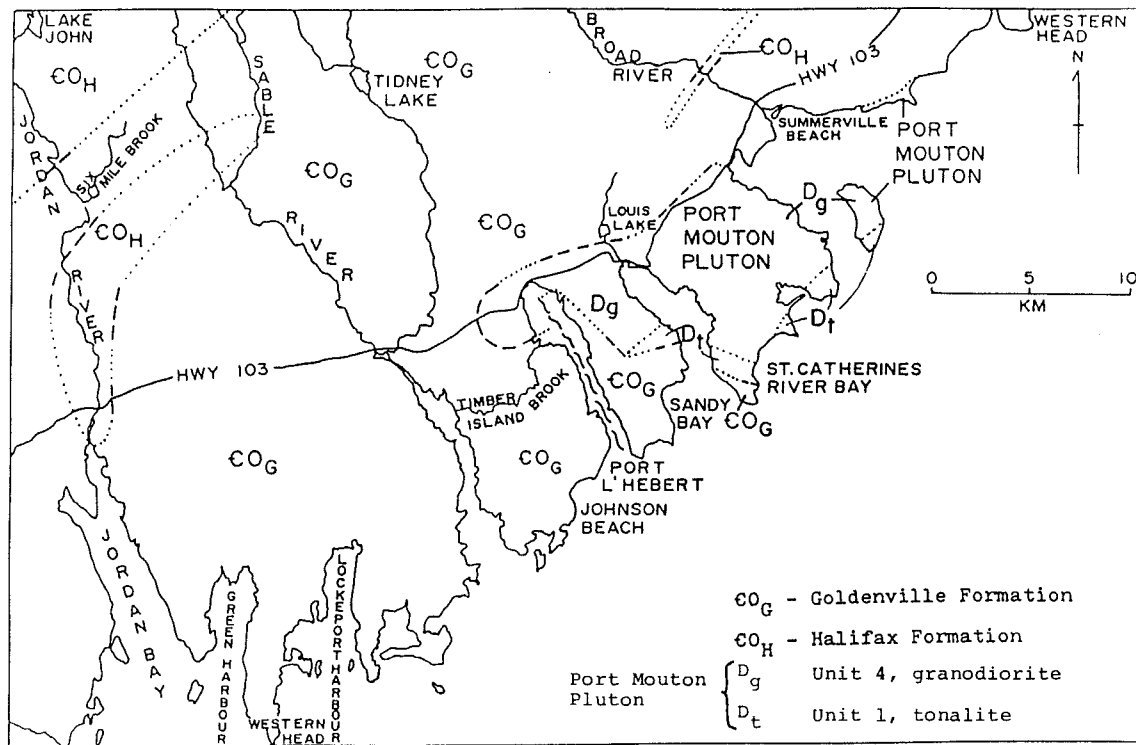 LAKE
JOHN
ЄO_H
SABLE
RIVER
TIDNEY
LAKE
ЄO_G
BROAD
RIVER
ЄO_H
HWY 103
WESTERN
HEAD
N
SUMMERVILLE
BEACH
PORT
MOUTON
PLUTON
JORDAN
RIVER
SIX
MILE BROOK
ЄO_H
ЄO_G
ЄO_G
LOUIS
LAKE
PORT
MOUTON
PLUTON
D_g
0 5 10
KM
D_g
D_t
D_t
HWY 103
ST. CATHERINES
RIVER BAY
TIMBER
ISLAND BROOK
ЄO_G
SANDY
BAY
ЄO_G
ЄO_G
ЄO_G
PORT
L'HEBERT
JOHNSON
BEACH
JORDAN BAY
GREEN HARBOUR
LOCKEPORT HARBOUR
WESTERN
HEAD
ЄO_G - Goldenville Formation
ЄO_H - Halifax Formation
Port Mouton
Pluton
D_g Unit 4, granodiorite
D_t Unit 1, tonalite